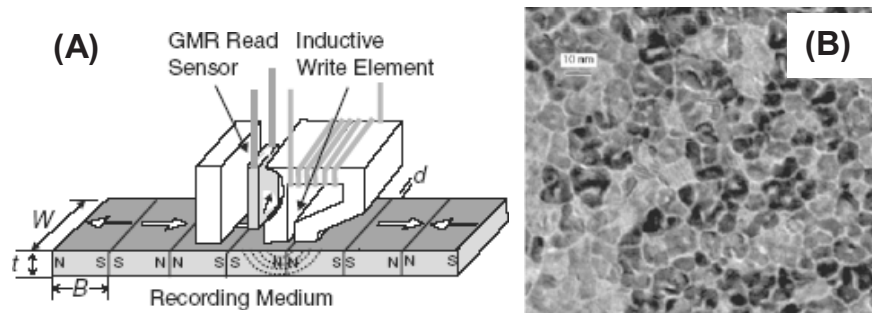 (A)
GMR Read
Sensor
Inductive
Write Element
d
W
t
N S S N N S S N N S S N N S
B
Recording Medium
(B)
10 nm